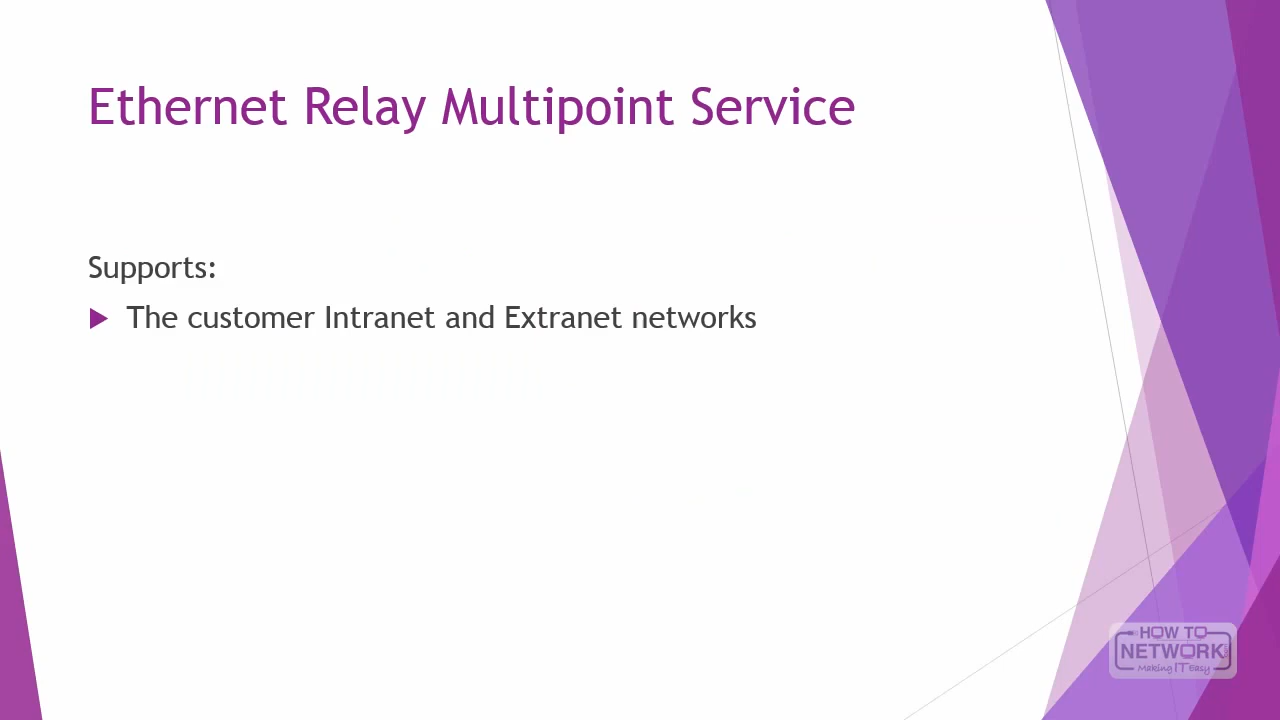 Ethernet Relay Multipoint Service
Supports:
The customer Intranet and Extranet networks
HOW TO
NETWORK
Making IT Easy